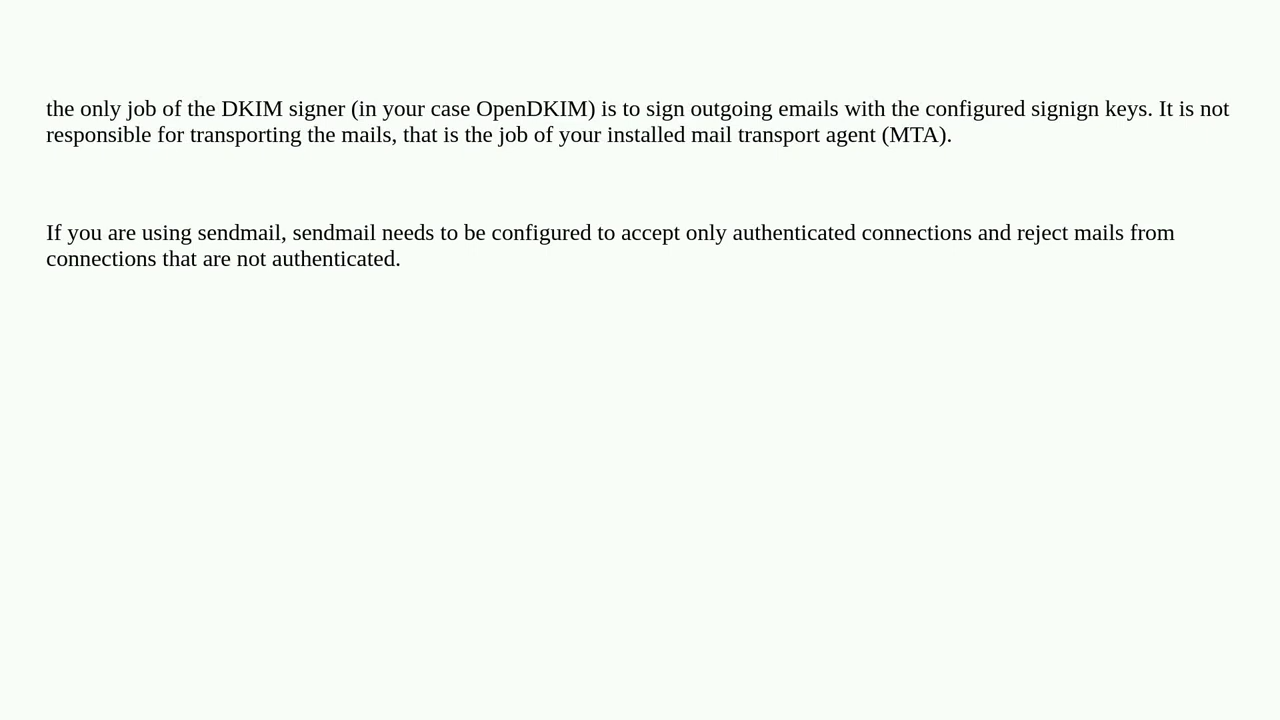 the only job of the DKIM signer (in your case OpenDKIM) is to sign outgoing emails with the configured signign keys. It is not
responsible for transporting the mails, that is the job of your installed mail transport agent (MTA).
If you are using sendmail, sendmail needs to be configured to accept only authenticated connections and reject mails from
connections that are not authenticated.